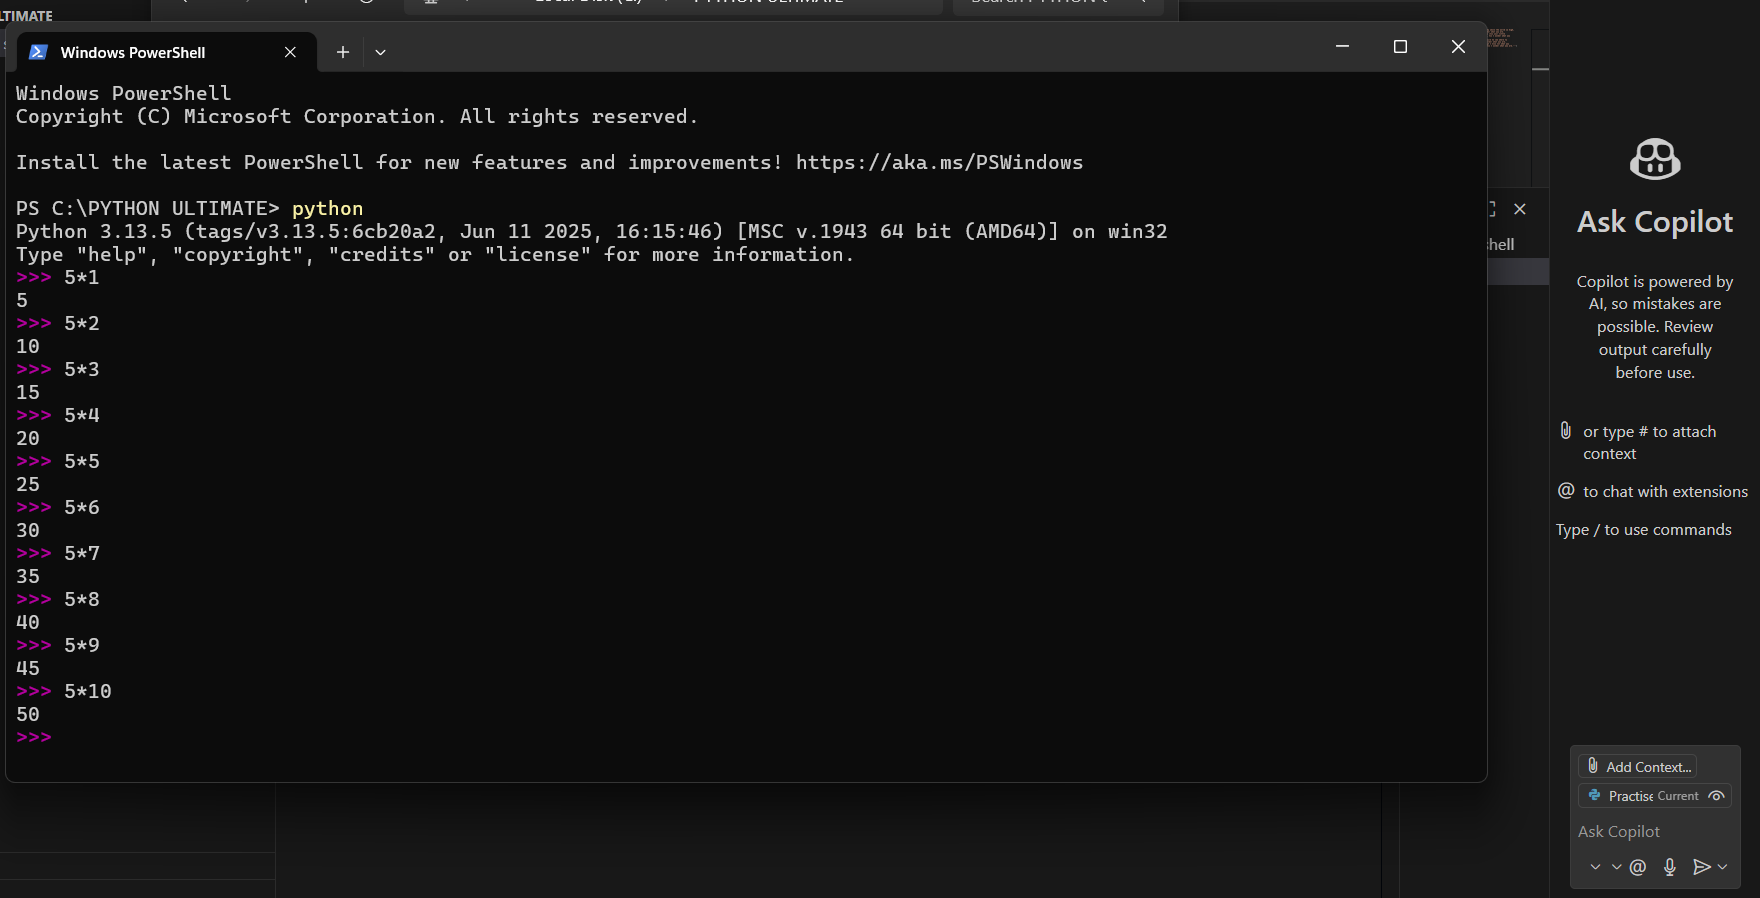 LTIMATE
Windows PowerShell
Windows PowerShell
Copyright (C) Microsoft Corporation. All rights reserved.
Install the latest PowerShell for new features and improvements! https://aka.ms/PSWindows
PS C:\PYTHON ULTIMATE> python
Python 3.13.5 (tags/v3.13.5:6cb20a2, Jun 11 2025, 16:15:46) [MSC v.1943 64 bit (AMD64)] on win32
Type "help", "copyright", "credits" or "license" for more information.
>>> 5*1
5
>>> 5*2
10
>>> 5*3
15
>>> 5*4
20
>>> 5*5
25
>>> 5*6
30
>>> 5*7
35
>>> 5*8
40
>>> 5*9
45
>>> 5*10
50
>>>
hell
Ask Copilot
Copilot is powered by
AI, so mistakes are
possible. Review
output carefully
before use.
or type # to attach
context
@ to chat with extensions
Type / to use commands
Add Context...
Practise Current
Ask Copilot
@